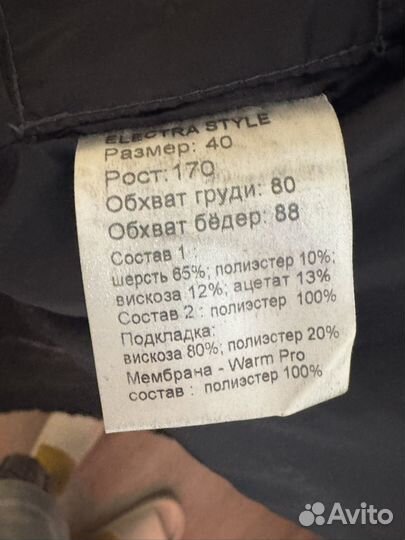 ELECTRA STYLE
Размер: 40
Рост:170
Обхват груди: 80
Обхват бёдер: 88
Состав 1 :
шерсть 65%; полиэстер 10%;
вискоза 12%; ацетат 13%
Состав 2 : полиэстер 100%
Подкладка:
вискоза 80%; полиэстер 20%
Мембрана - Warm Pro
состав : полиэстер 100%
Avito